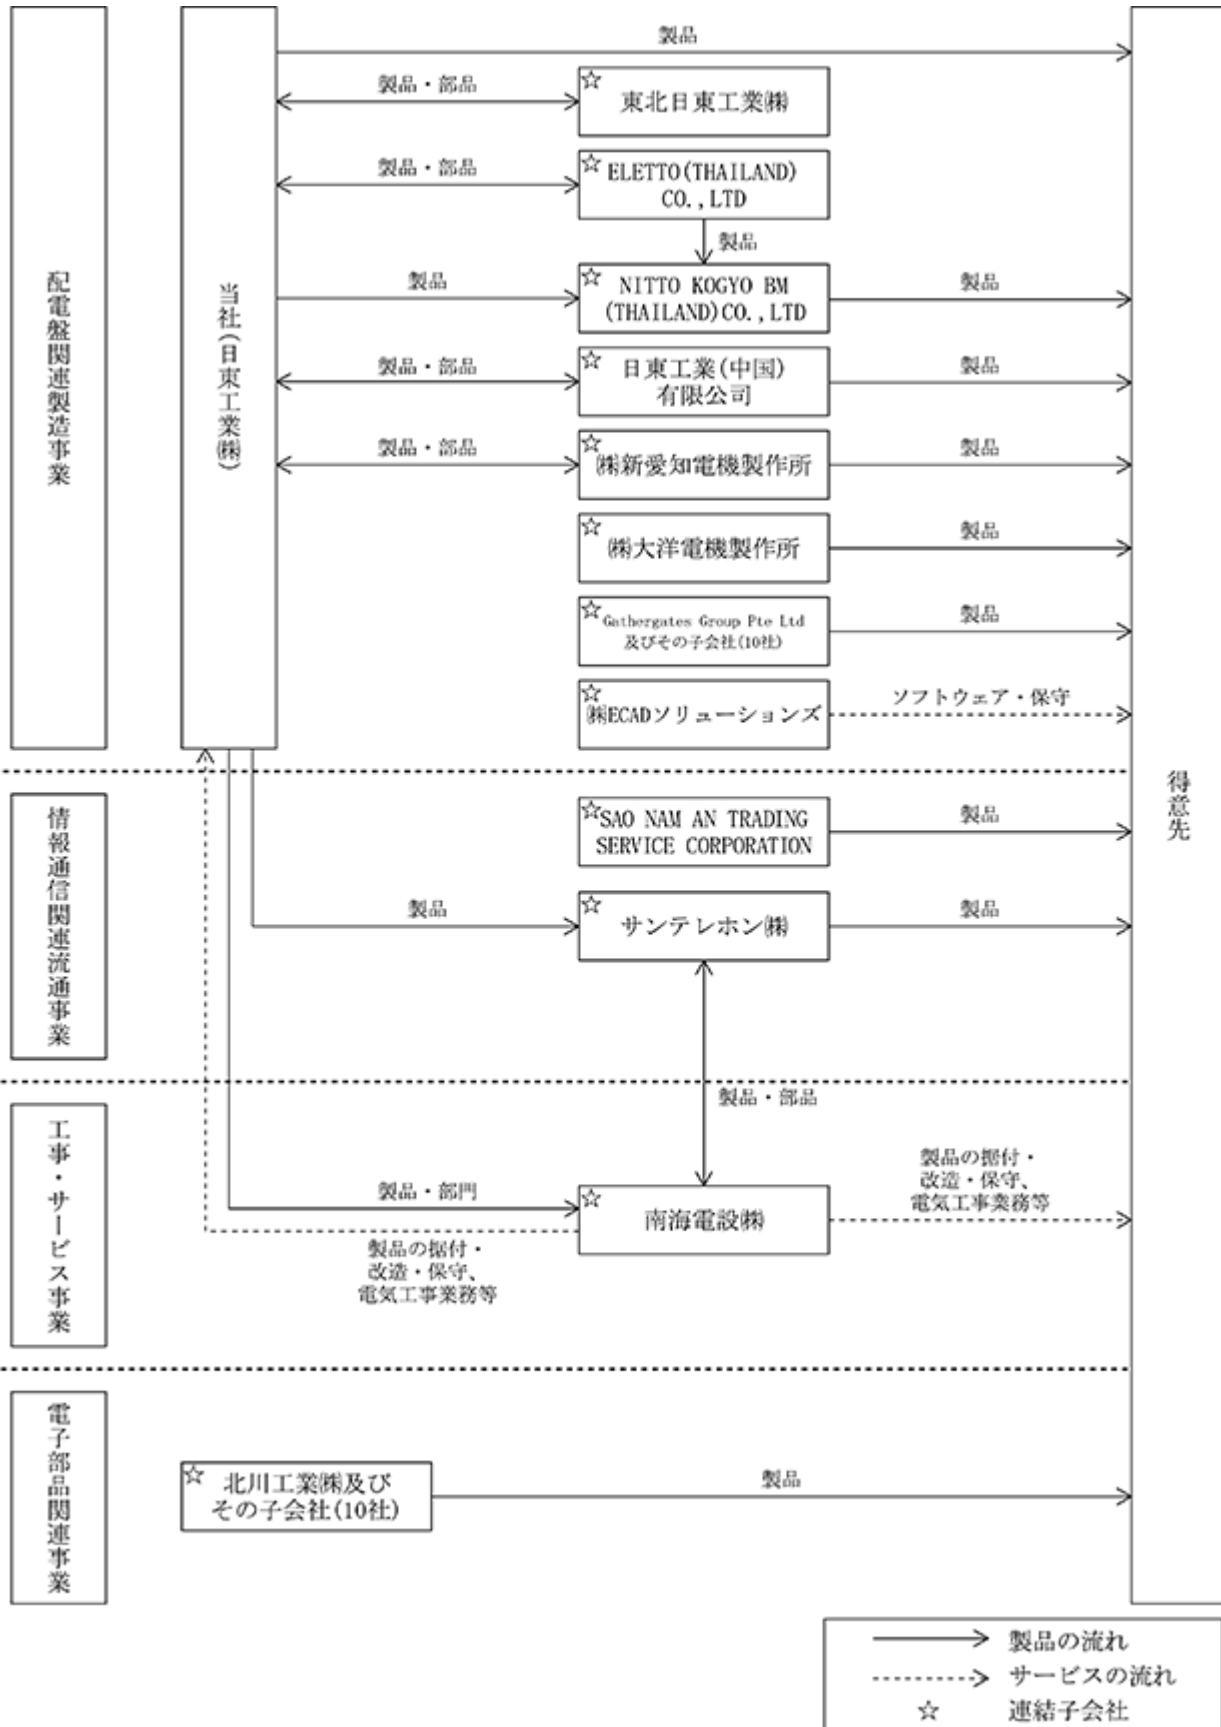 配電盤関連製造事業
当社(日東工業㈱)
製品
製品・部品
☆
東北日東工業㈱
製品・部品
☆
ELETTO(THAILAND)
CO.,LTD
製品
製品
☆
NITTO KOGYO BM
(THAILAND)CO.,LTD
製品
製品・部品
☆
日東工業(中国)
有限公司
製品
製品・部品
☆
㈱新愛知電機製作所
製品
☆
㈱大洋電機製作所
製品
☆
Gathergates Group Pte Ltd
及びその子会社(10社)
製品
☆
㈱ECADソリューションズ
ソフトウェア・保守
得意先
情報通信関連流通事業
☆
SAO NAM AN TRADING
SERVICE CORPORATION
製品
製品
☆
サンテレホン㈱
製品
製品・部品
工事・サービス事業
製品・部門
☆
南海電設㈱
製品の据付・
改造・保守、
電気工事業務等
製品の据付・
改造・保守、
電気工事業務等
電子部品関連事業
☆
北川工業㈱及び
その子会社(10社)
製品
製品の流れ
サービスの流れ
☆ 連結子会社